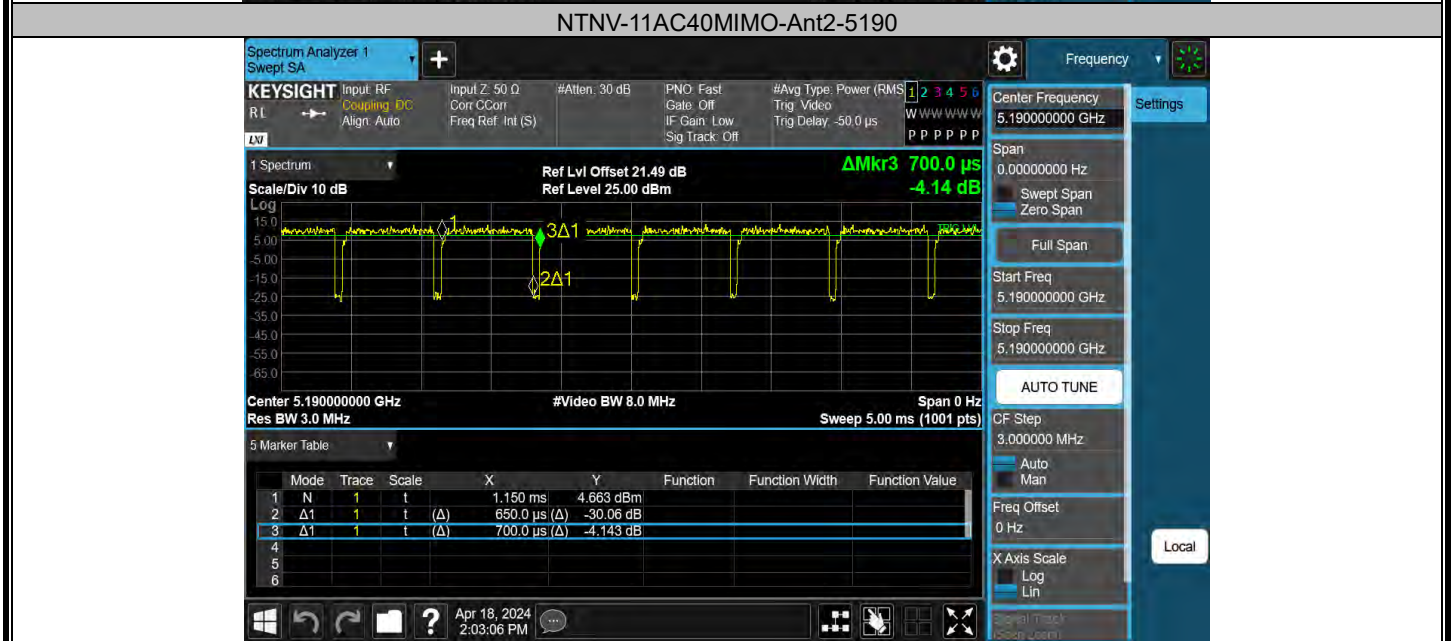 NTNV-11AC40MIMO-Ant2-5190
Spectrum Analyzer 1
Swept SA
+
Frequency
KEYSIGHT Input: RF Input Z: 50 Ω #Atten: 30 dB PNO: Fast #Avg Type: Power (RMS 1 2 3 4 5 6
RL Coupling: DC Corr CCorr Gate: Off Trig: Video W W W W W W
Align: Auto Freq Ref: Int (S) IF Gain: Low Trig Delay: -50.0 µs
LXI Sig Track: Off P P P P P P
Center Frequency
5.190000000 GHz
Settings
1 Spectrum
Ref Lvl Offset 21.49 dB
ΔMkr3 700.0 µs
Scale/Div 10 dB Ref Level 25.00 dBm -4.14 dB
Span
0.00000000 Hz
Swept Span
Zero Span
Log
15.0
5.00
-5.00
-15.0
-25.0
-35.0
-45.0
-55.0
-65.0
1
3Δ1
2Δ1
Full Span
Start Freq
5.190000000 GHz
Stop Freq
5.190000000 GHz
AUTO TUNE
Center 5.190000000 GHz #Video BW 8.0 MHz Span 0 Hz
Res BW 3.0 MHz Sweep 5.00 ms (1001 pts)
CF Step
3.000000 MHz
Auto
Man
5 Marker Table
Mode Trace Scale X Y Function Function Width Function Value
1 N 1 t 1.150 ms 4.663 dBm
2 Δ1 1 t (Δ) 650.0 µs (Δ) -30.06 dB
3 Δ1 1 t (Δ) 700.0 µs (Δ) -4.143 dB
4
5
6
Freq Offset
0 Hz
X Axis Scale
Log
Lin
Local
? Apr 18, 2024
2:03:06 PM